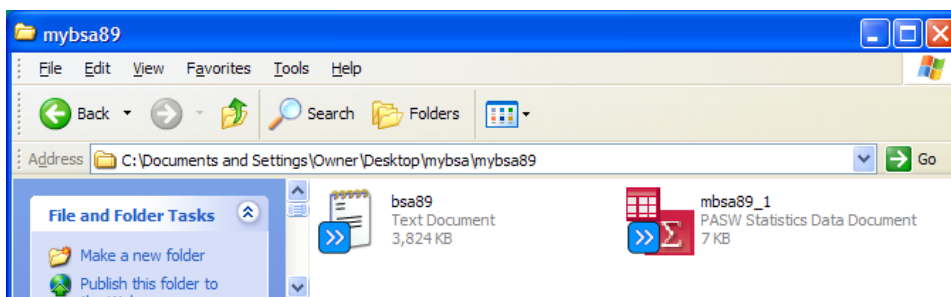 mybsa89
File Edit View Favorites Tools Help
Back Search Folders
Address C:\Documents and Settings\Owner\Desktop\mybsa\mybsa89 Go
File and Folder Tasks
Make a new folder
Publish this folder to
bsa89
Text Document
3,824 KB
mbsa89_1
PASW Statistics Data Document
7 KB